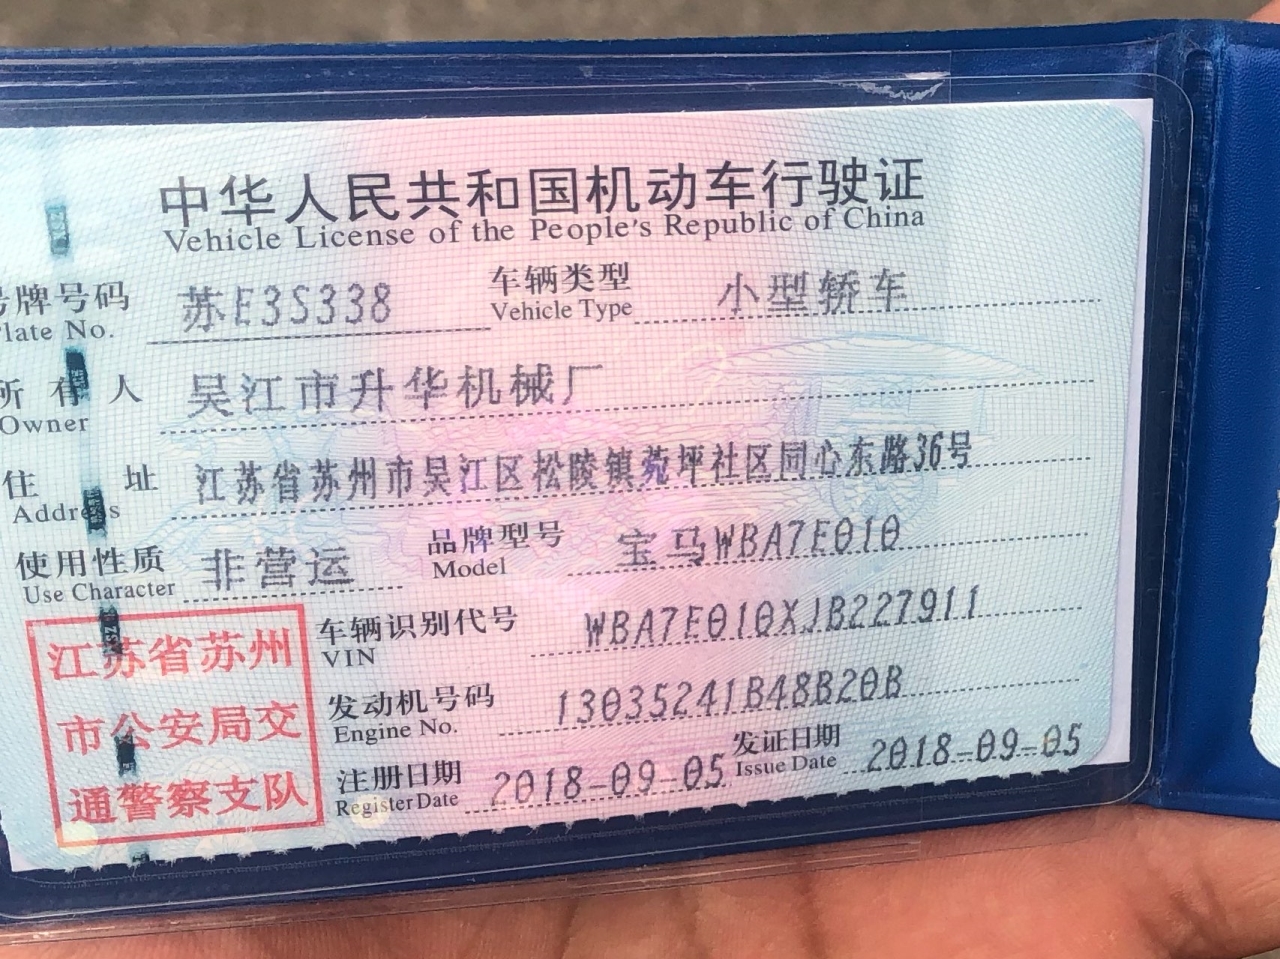 中华人民共和国机动车行驶证
Vehicle License of the People's Republic of China
号牌号码 苏E3S338 车辆类型 小型轿车
Plate No. Vehicle Type
所有人 吴江市升华机械厂
Owner
住址 江苏省苏州市吴江区松陵镇菀坪社区同心东路36号
Address
使用性质 非营运 品牌型号 宝马WBA7E010
Use Character Model
车辆识别代号 WBA7E010XJB227911
VIN
发动机号码 13035241B48B20B
Engine No.
注册日期 2018-09-05 发证日期 2018-09-05
Register Date Issue Date
江苏省苏州
市公安局交
通警察支队